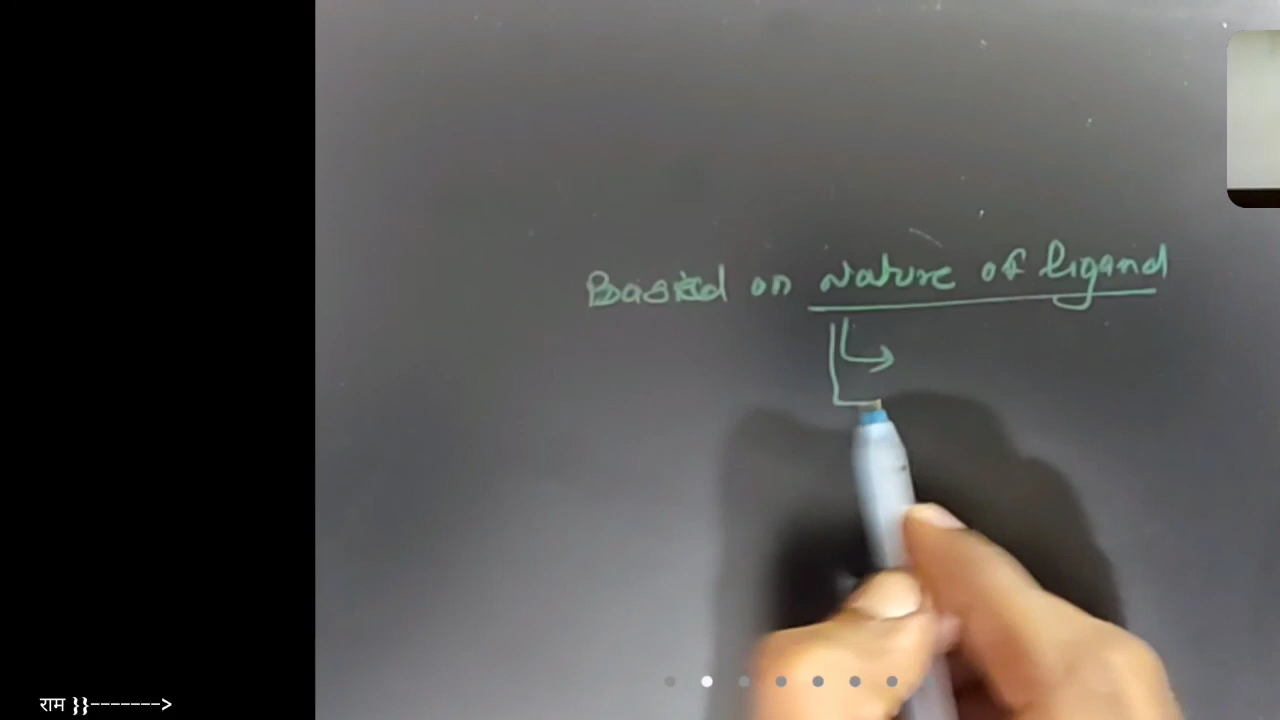 Based on Nature of ligand
राम }}------->